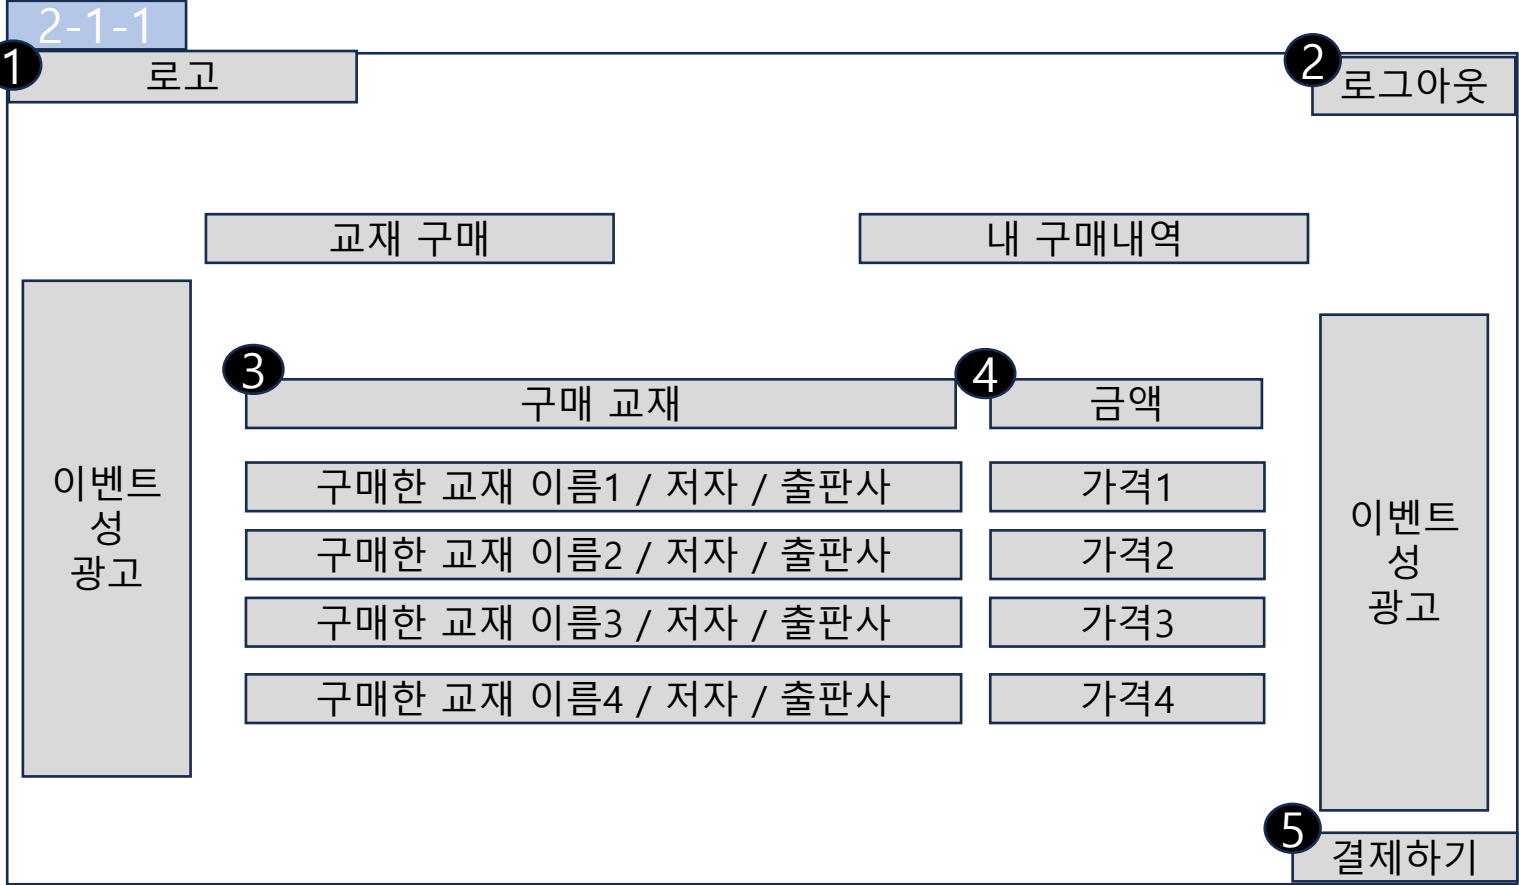 2-1-1
1
로고
2
로그아웃
교재 구매
내 구매내역
이벤트
성
광고
3
구매 교재
4
금액
구매한 교재 이름1 / 저자 / 출판사
가격1
구매한 교재 이름2 / 저자 / 출판사
가격2
구매한 교재 이름3 / 저자 / 출판사
가격3
구매한 교재 이름4 / 저자 / 출판사
가격4
이벤트
성
광고
5
결제하기